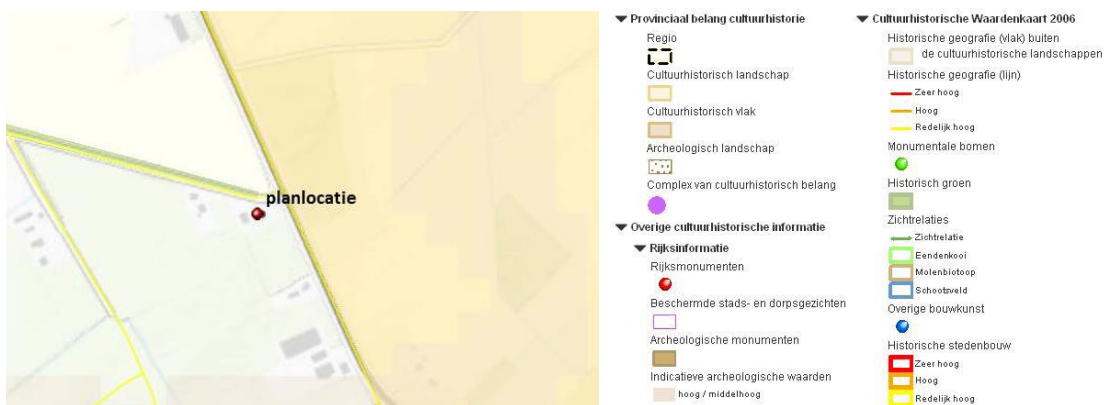 planlocatie
▼ Provinciaal belang cultuurhistorie
Regio
Cultuurhistorisch landschap
Cultuurhistorisch vlak
Archeologisch landschap
Complex van cultuurhistorisch belang
▼ Overige cultuurhistorische informatie
▼ Rijksinformatie
Rijksmonumenten
Beschermde stads- en dorpsgezichten
Archeologische monumenten
Indicatieve archeologische waarden
hoog / middelhoog
▼ Cultuurhistorische Waardenkaart 2006
Historische geografie (vlak) buiten
de cultuurhistorische landschappen
Historische geografie (lijn)
Zeer hoog
Hoog
Redelijk hoog
Monumentale bomen
Historisch groen
Zichtrelaties
Zichtrelatie
Eendenkooi
Molenbiotoop
Schootsveld
Overige bouwkunst
Historische stedenbouw
Zeer hoog
Hoog
Redelijk hoog